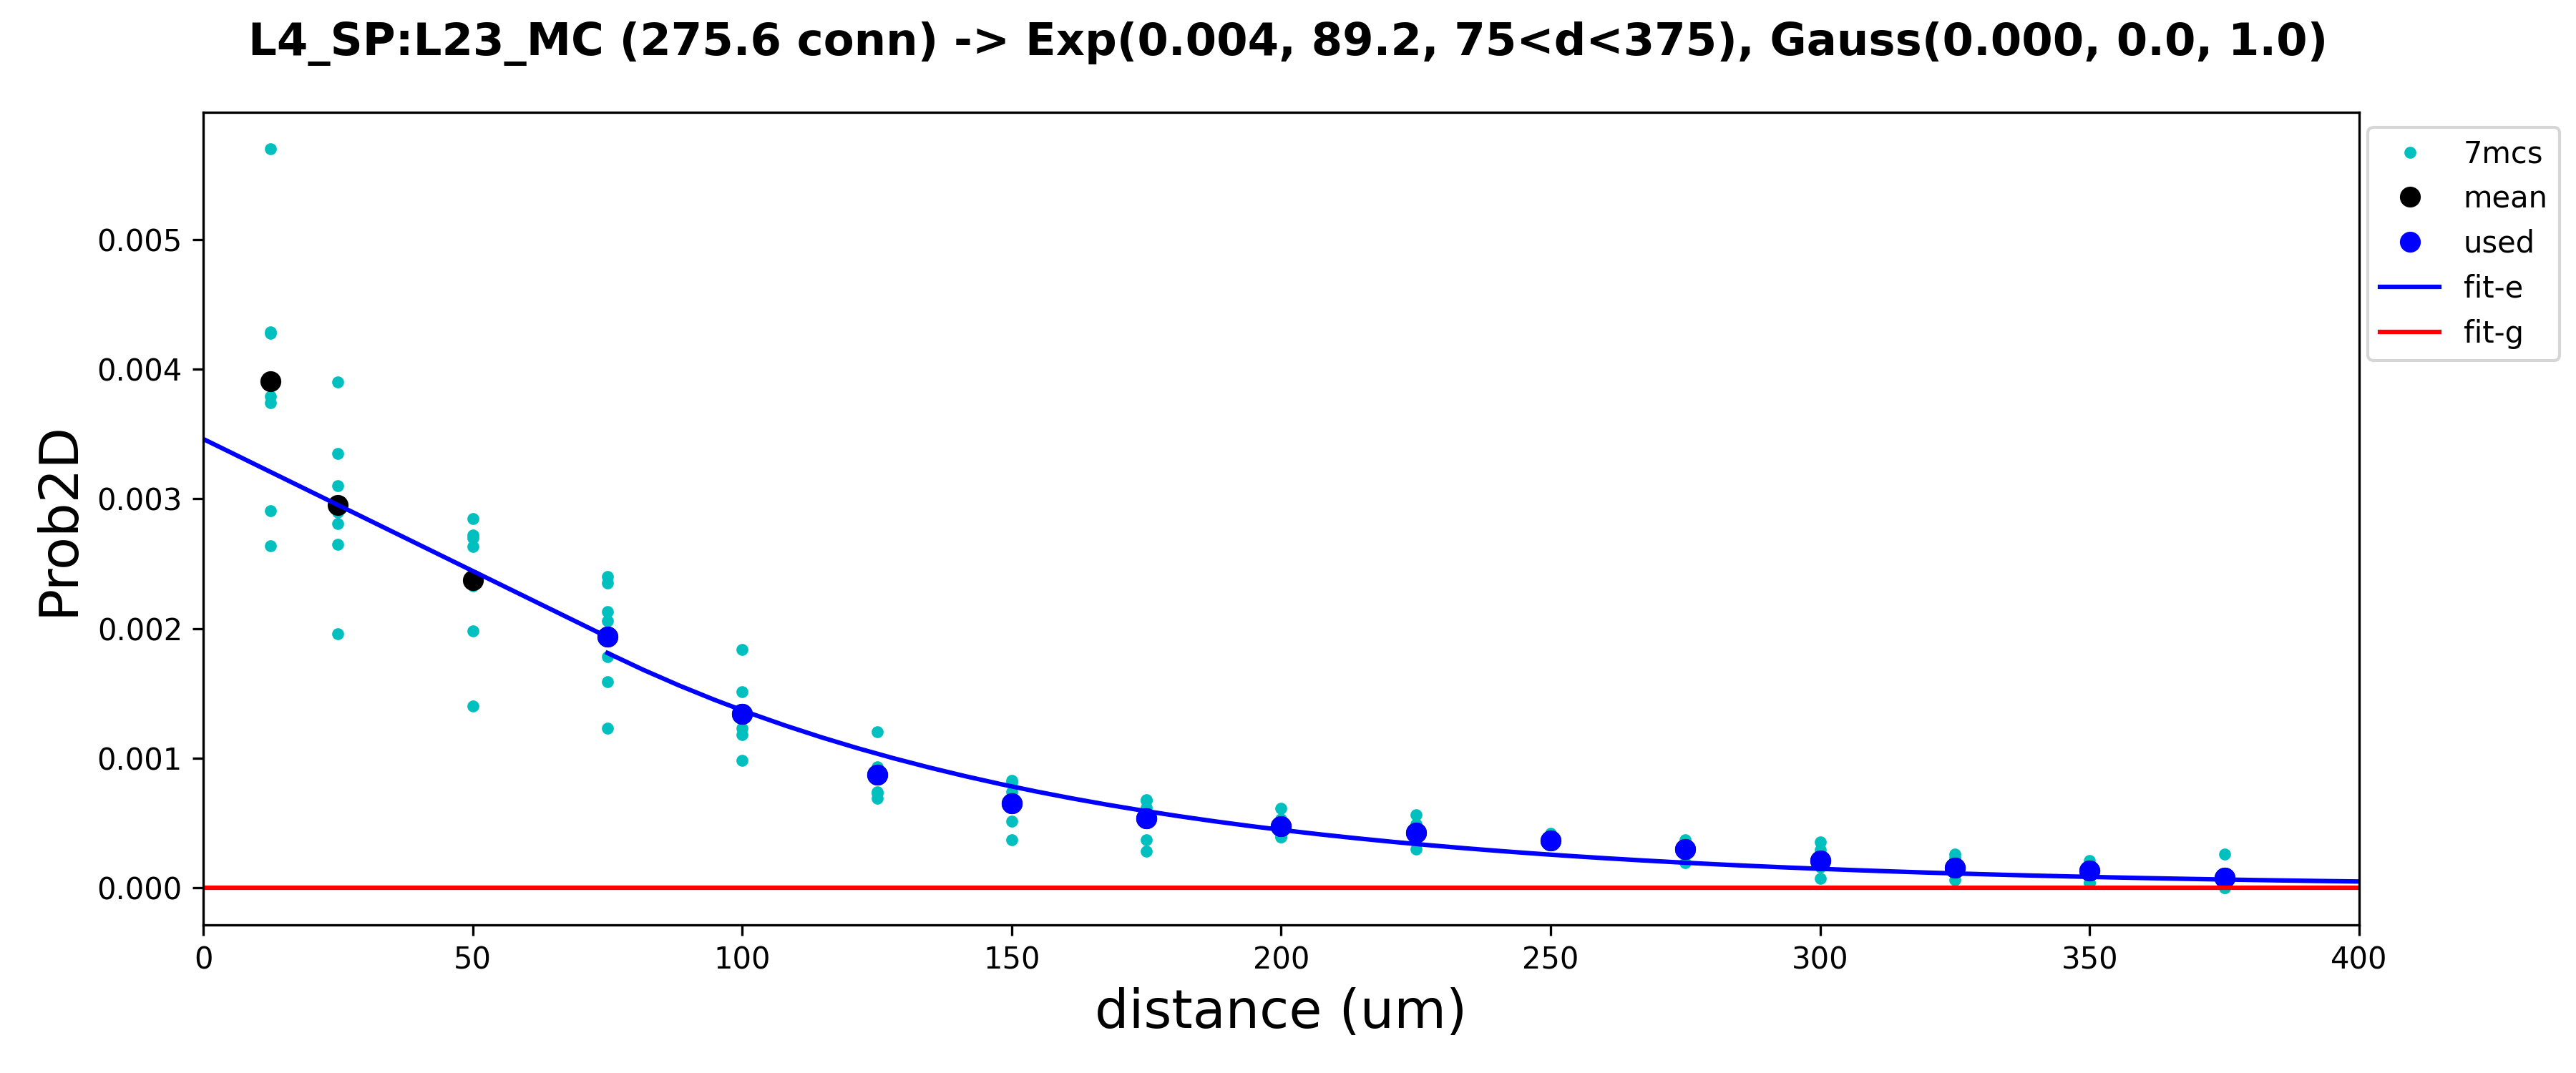 L4_SP:L23_MC (275.6 conn) -> Exp(0.004, 89.2, 75<d<375), Gauss(0.000, 0.0, 1.0)
7mcs
mean
used
fit-e
fit-g
Prob2D
0.005
0.004
0.003
0.002
0.001
0.000
0 50 100 150 200 250 300 350 400
distance (um)